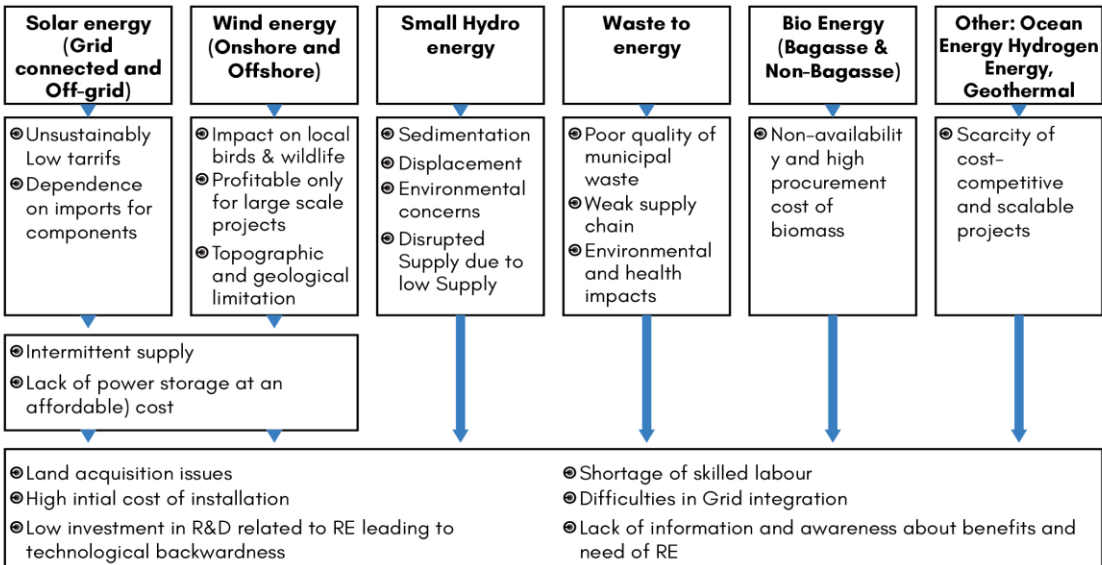 Solar energy
(Grid
connected and
Off-grid)
Wind energy
(Onshore and
Offshore)
Small Hydro
energy
Waste to
energy
Bio Energy
(Bagasse &
Non-Bagasse)
Other: Ocean
Energy Hydrogen
Energy,
Geothermal
Unsustainably
Low tarrifs
Dependence
on imports for
components
Impact on local
birds & wildlife
Profitable only
for large scale
projects
Topographic
and geological
limitation
Sedimentation
Displacement
Environmental
concerns
Disrupted
Supply due to
low Supply
Poor quality of
municipal
waste
Weak supply
chain
Environmental
and health
impacts
Non-availabilit
y and high
procurement
cost of
biomass
Scarcity of
cost-
competitive
and scalable
projects
Intermittent supply
Lack of power storage at an
affordable) cost
Land acquisition issues
High intial cost of installation
Low investment in R&D related to RE leading to
technological backwardness
Shortage of skilled labour
Difficulties in Grid integration
Lack of information and awareness about benefits and
need of RE